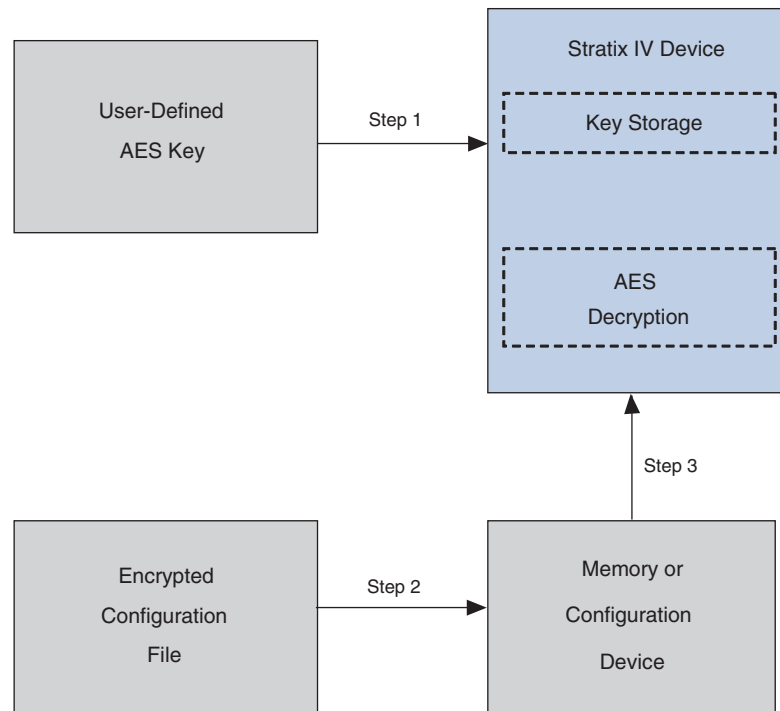 User-Defined
AES Key
Step 1
Stratix IV Device
Key Storage
AES
Decryption
Step 3
Encrypted
Configuration
File
Step 2
Memory or
Configuration
Device